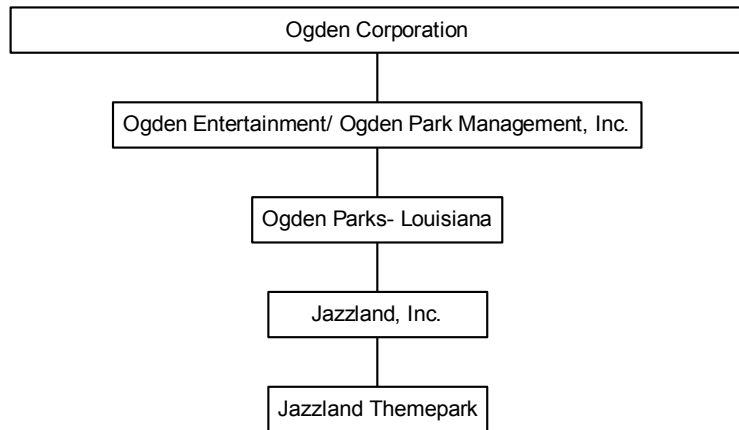 Ogden Corporation
Ogden Entertainment/ Ogden Park Management, Inc.
Ogden Parks- Louisiana
Jazzland, Inc.
Jazzland Themepark